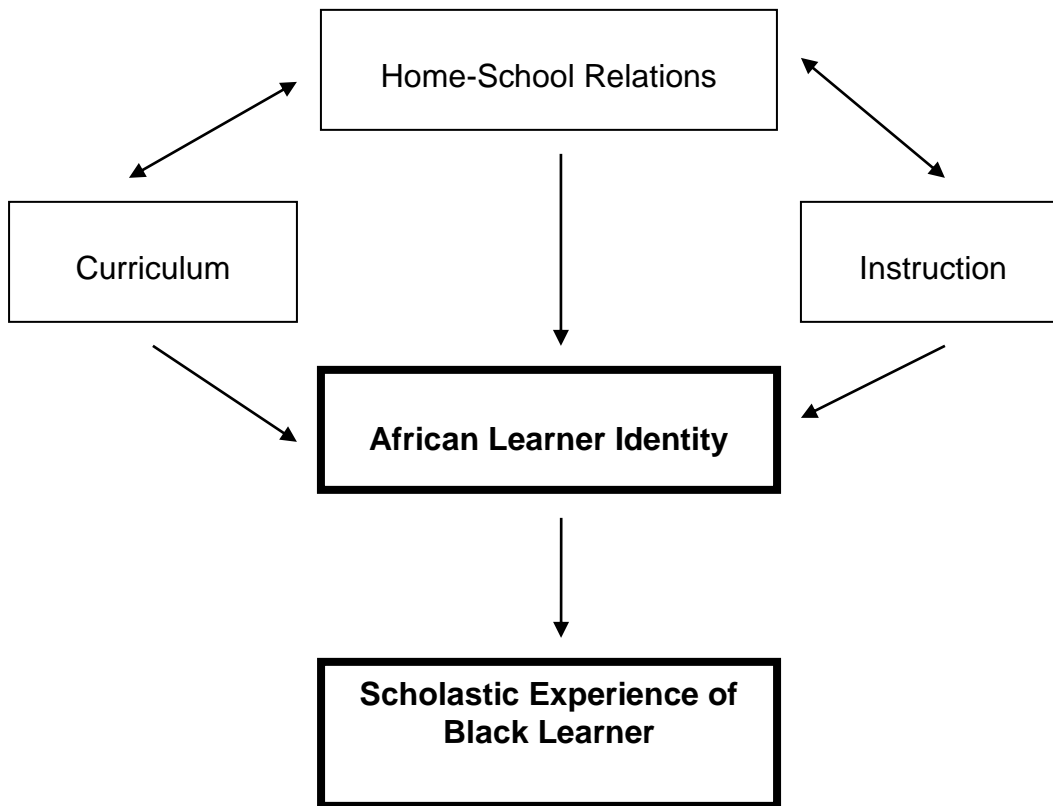 Home-School Relations
Curriculum
Instruction
African Learner Identity
Scholastic Experience of
Black Learner